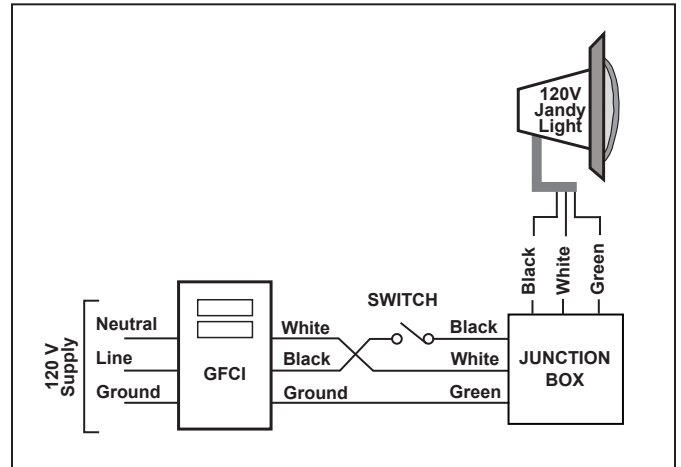 120V
Jandy
Light
Black
White
Green
SWITCH
120 V
Supply
Neutral
Line
Ground
GFCI
White
Black
Ground
Black
White
Green
JUNCTION
BOX